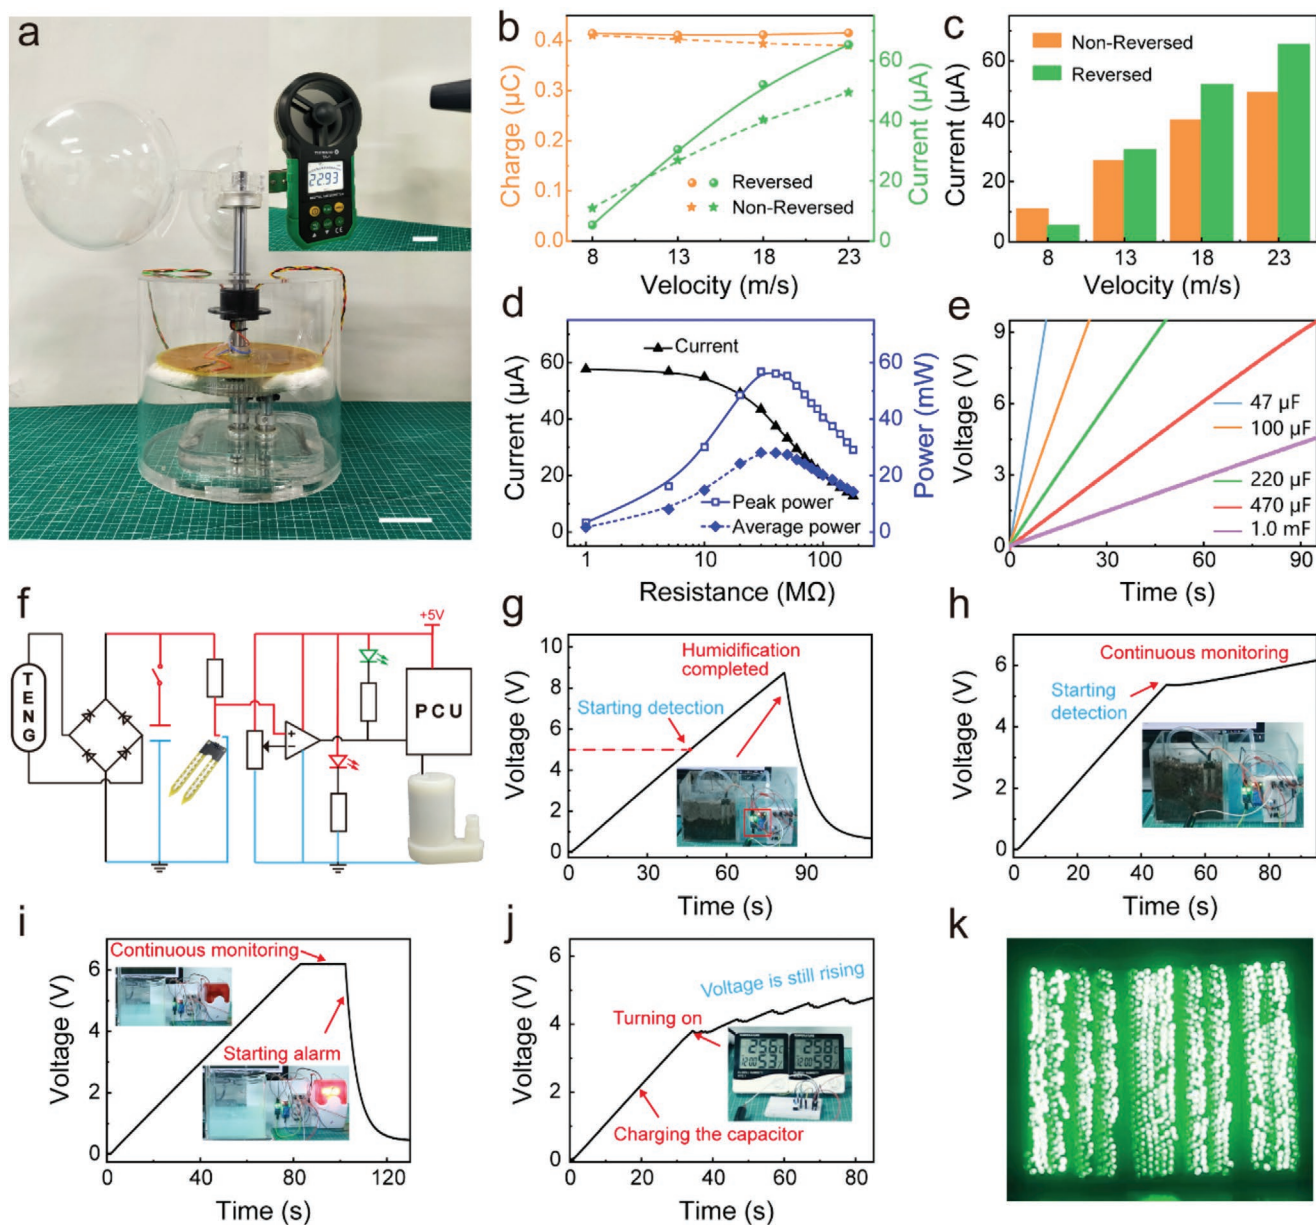 a
22.93
b
Charge (μC)
0.4
0.3
0.2
0.1
0.0
Reversed
Non-Reversed
60
40
20
0
Current (μA)
8
13
18
23
Velocity (m/s)
c
Current (μA)
60
40
20
0
Non-Reversed
Reversed
8
13
18
23
Velocity (m/s)
d
Current (μA)
80
60
40
20
0
Current
Peak power
Average power
80
60
40
20
0
Power (mW)
1
10
100
Resistance (MΩ)
e
Voltage (V)
9
6
3
0
47 μF
100 μF
220 μF
470 μF
1.0 mF
0
30
60
90
Time (s)
f
TENG
+5V
PCU
+
−
g
Voltage (V)
10
8
6
4
2
0
Humidification
completed
Starting detection
0
30
60
90
Time (s)
h
Voltage (V)
6
4
2
0
Continuous monitoring
Starting
detection
0
20
40
60
80
Time (s)
i
Voltage (V)
6
4
2
0
Continuous monitoring
Starting alarm
0
40
80
120
Time (s)
j
Voltage (V)
6
4
2
0
Voltage is still rising
Turning on
Charging the capacitor
0
20
40
60
80
Time (s)
k